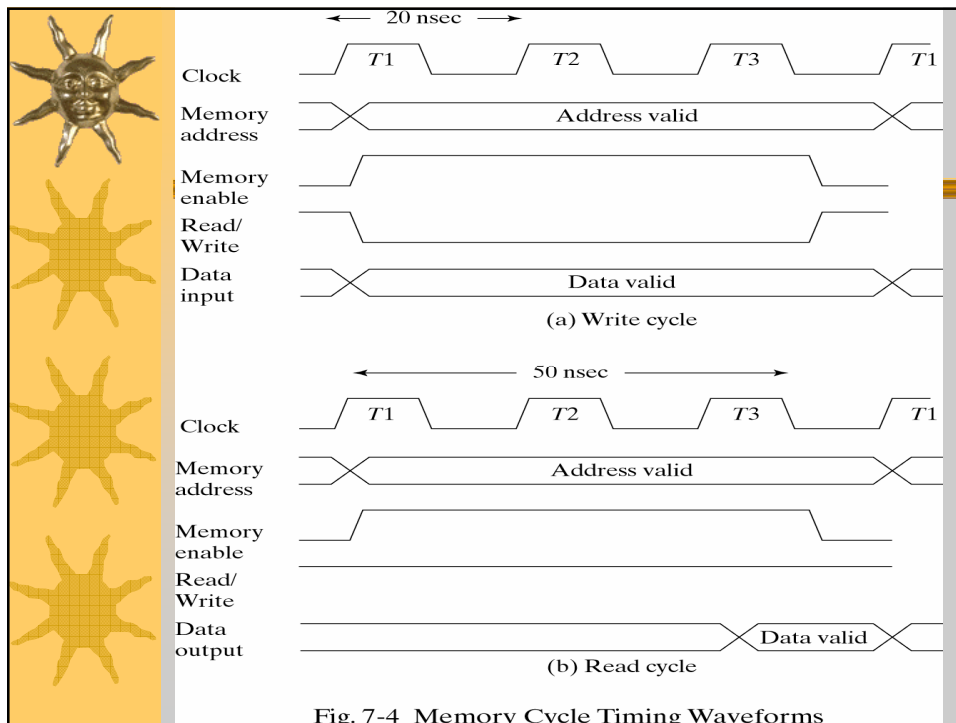 20 nsec
Clock T1 T2 T3 T1
Memory
address Address valid
Memory
enable
Read/
Write
Data
input Data valid
(a) Write cycle
50 nsec
Clock T1 T2 T3 T1
Memory
address Address valid
Memory
enable
Read/
Write
Data
output Data valid
(b) Read cycle
Fig. 7-4 Memory Cycle Timing Waveforms